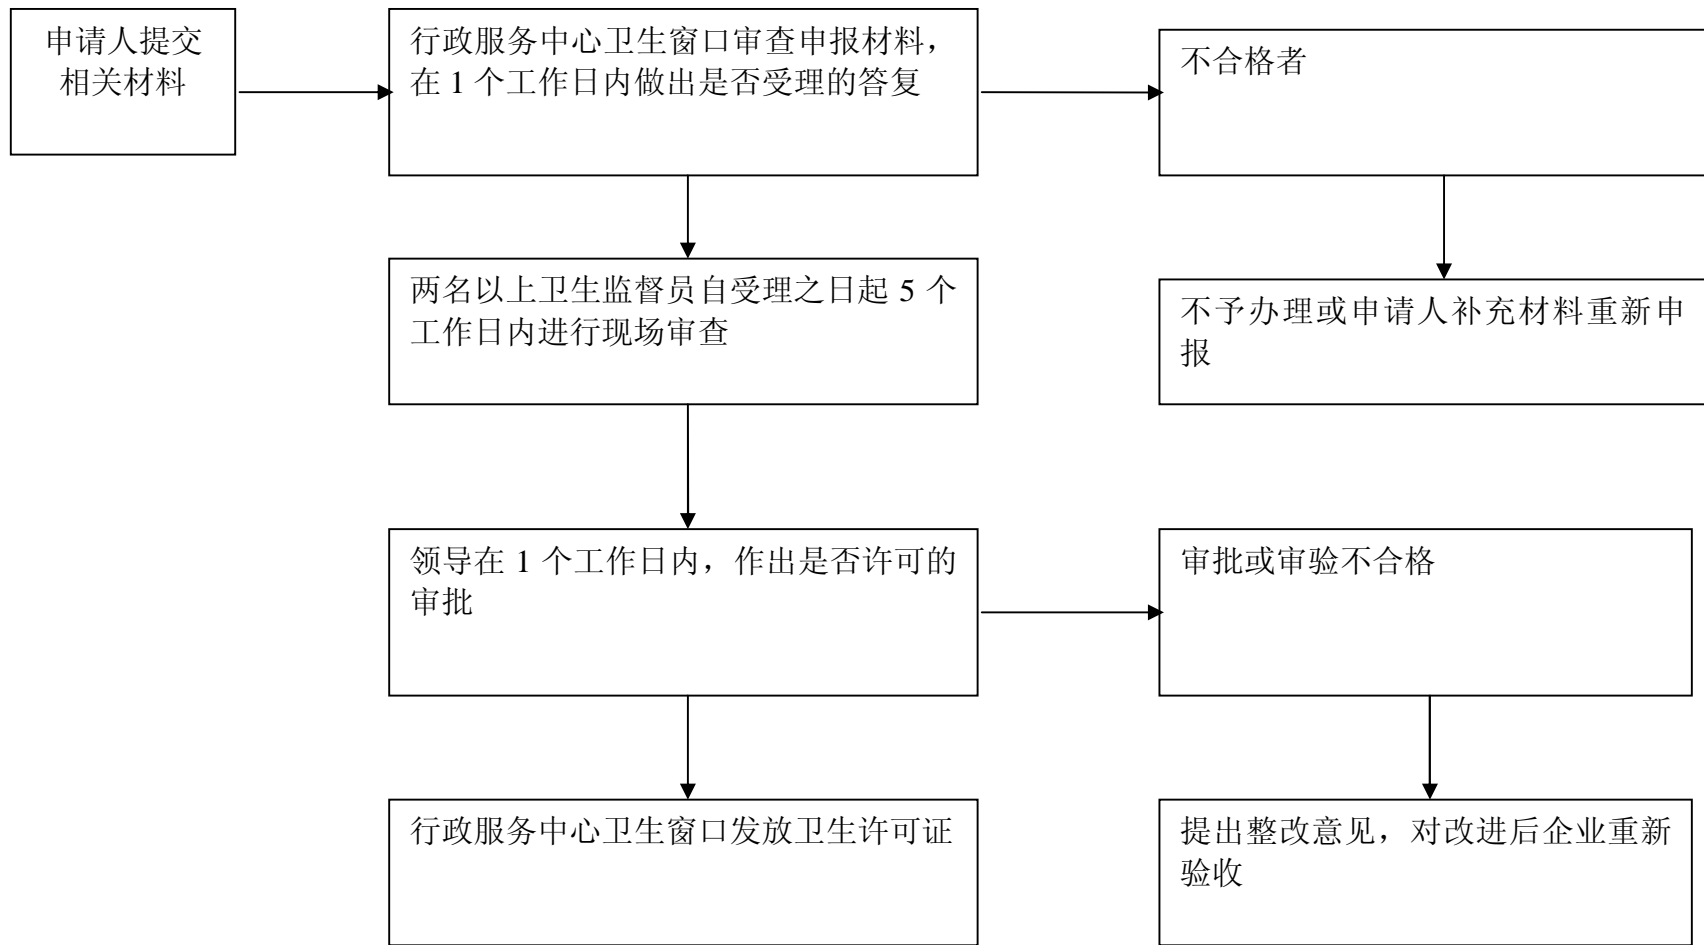 申请人提交
相关材料
行政服务中心卫生窗口审查申报材料，
在 1 个工作日内做出是否受理的答复
不合格者
两名以上卫生监督员自受理之日起 5 个
工作日内进行现场审查
不予办理或申请人补充材料重新申
报
领导在 1 个工作日内，作出是否许可的
审批
审批或审验不合格
行政服务中心卫生窗口发放卫生许可证
提出整改意见，对改进后企业重新
验收